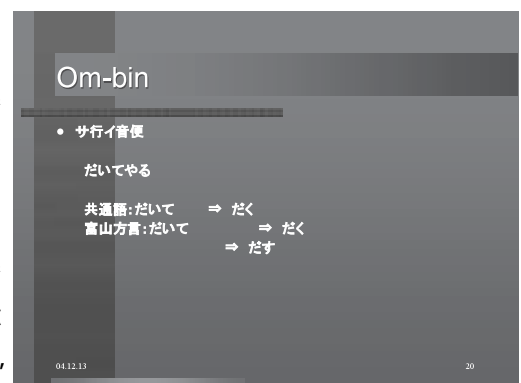 Om-bin
• サ行イ音便
だいてやる
共通語:だいて ⇒ だく
富山方言:だいて ⇒ だく
⇒ だす
04.12.13 20